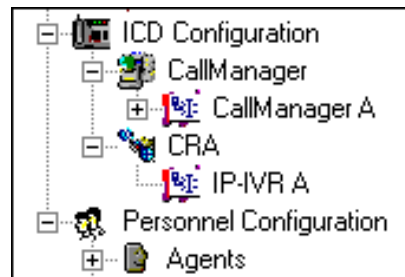 ICD Configuration
CallManager
CallManager A
CRA
IP-IVR A
Personnel Configuration
Agents